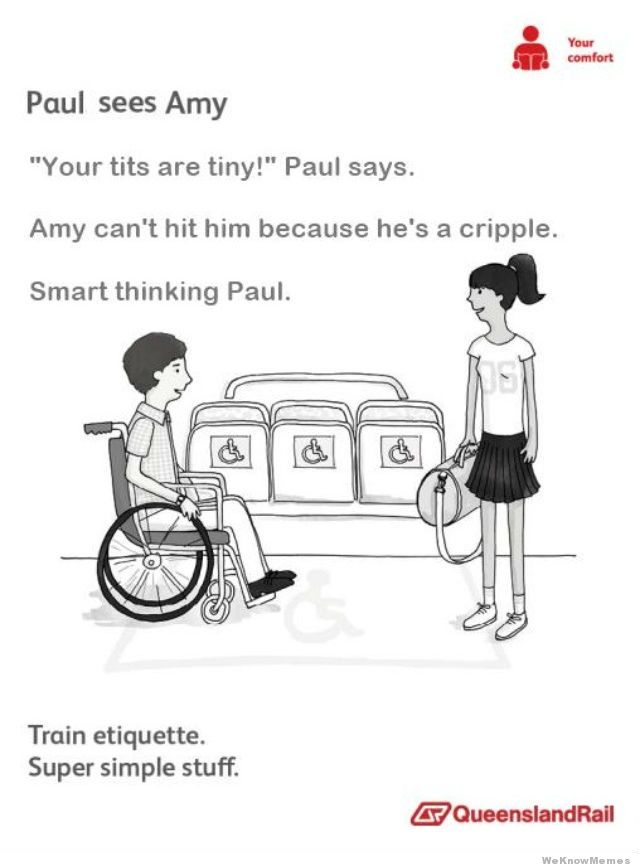 Your
comfort
Paul sees Amy
"Your tits are tiny!" Paul says.
Amy can't hit him because he's a cripple.
Smart thinking Paul.
06
Train etiquette.
Super simple stuff.
QueenslandRail
WeKnowMemes